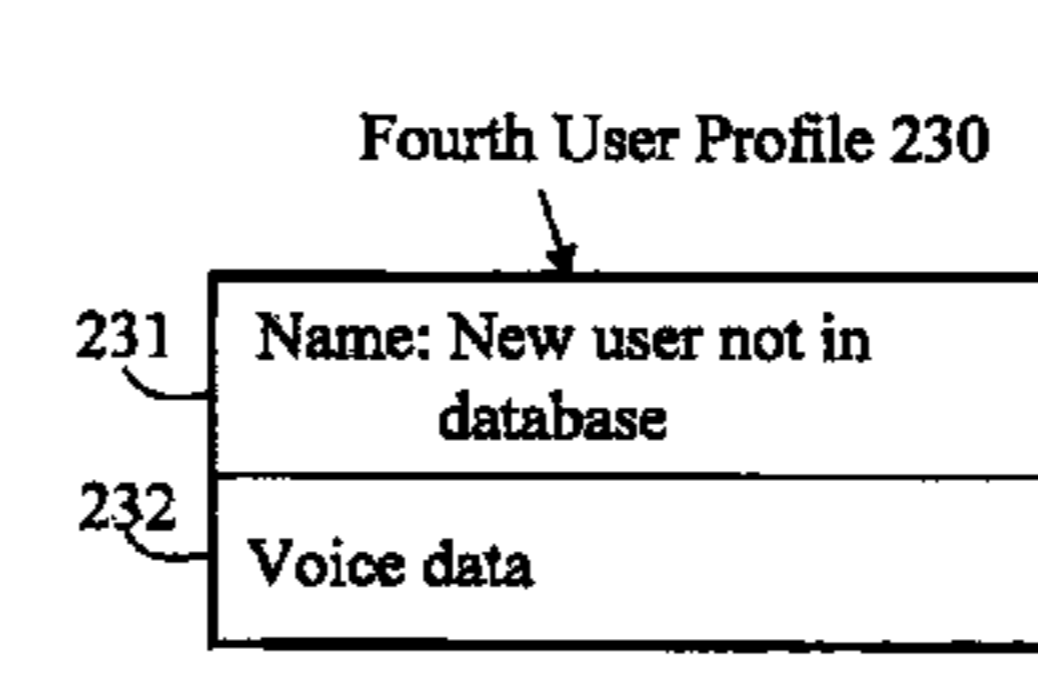 Fourth User Profile 230
231
Name: New user not in
database
232
Voice data